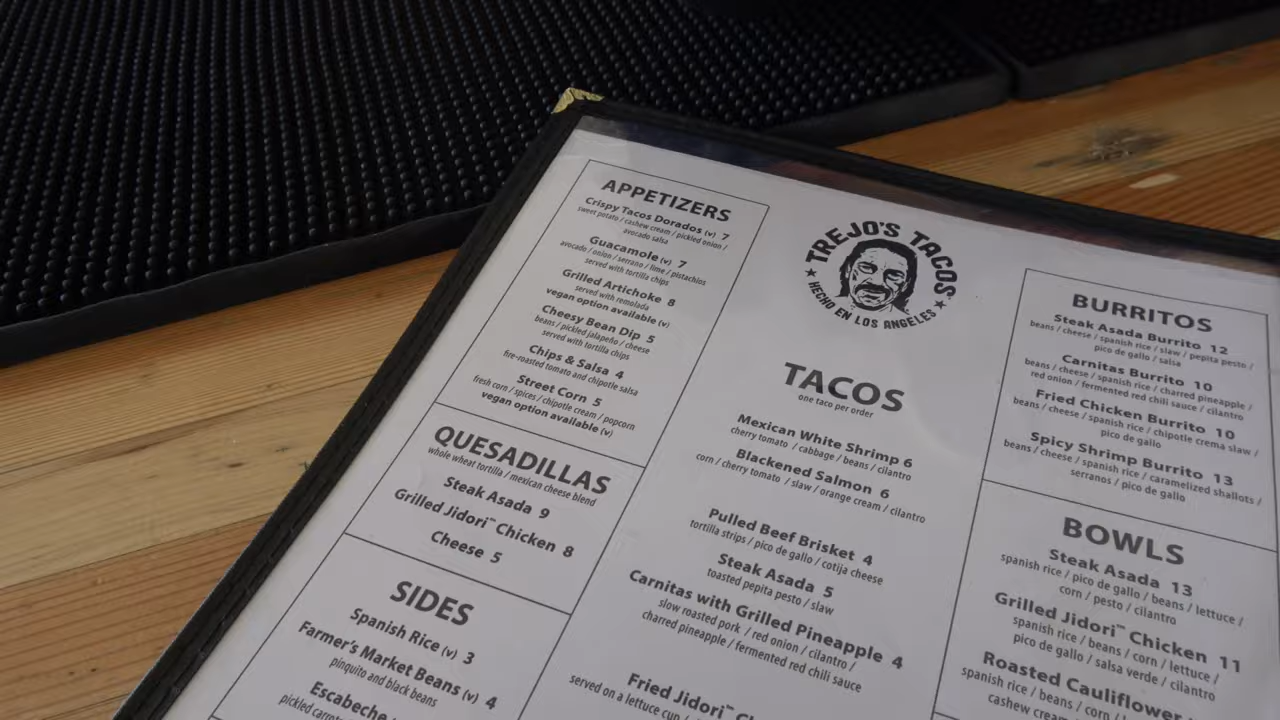 APPETIZERS
Crispy Tacos Dorados (v) 7
sweet potato / cashew cream / pickled onion /
avocado salsa
Guacamole (v) 7
avocado / onion / serrano / lime / pistachios
served with tortilla chips
Grilled Artichoke 8
served with remolada
vegan option available (v)
Cheesy Bean Dip 5
beans / pickled jalapeño / cheese
served with tortilla chips
Chips & Salsa 4
fire-roasted tomato and chipotle salsa
Street Corn 5
fresh corn / spices / chipotle cream / popcorn
vegan option available (v)
QUESADILLAS
whole wheat tortilla / mexican cheese blend
Steak Asada 9
Grilled Jidori™ Chicken 8
Cheese 5
SIDES
Spanish Rice (v) 3
Farmer's Market Beans (v) 4
pinquito and black beans
Escabeche
pickled
TREJO'S TACOS
HECHO EN LOS ANGELES
TACOS
one taco per order
Mexican White Shrimp 6
cherry tomato / cabbage / beans / cilantro
Blackened Salmon 6
corn / cherry tomato / slaw / orange cream / cilantro
Pulled Beef Brisket 4
tortilla strips / pico de gallo / cotija cheese
Steak Asada 5
toasted pepita pesto / slaw
Carnitas with Grilled Pineapple 4
slow roasted pork / red onion / cilantro /
charred pineapple / fermented red chili sauce
Fried Jidori™
served on a lettuce cup /
BURRITOS
Steak Asada Burrito 12
beans / cheese / spanish rice / slaw / pepita pesto /
pico de gallo / salsa
Carnitas Burrito 10
beans / cheese / spanish rice / charred pineapple /
red onion / fermented red chili sauce / cilantro
Fried Chicken Burrito 10
beans / cheese / spanish rice / chipotle crema slaw /
pico de gallo
Spicy Shrimp Burrito 13
beans / cheese / spanish rice / caramelized shallots /
serranos / pico de gallo
BOWLS
Steak Asada 13
spanish rice / pico de gallo / beans / lettuce /
corn / pesto / cilantro
Grilled Jidori™ Chicken 11
spanish rice / beans / corn / lettuce /
pico de gallo / salsa verde / cilantro
Roasted Cauliflower
spanish rice / beans / corn /
cashew cream